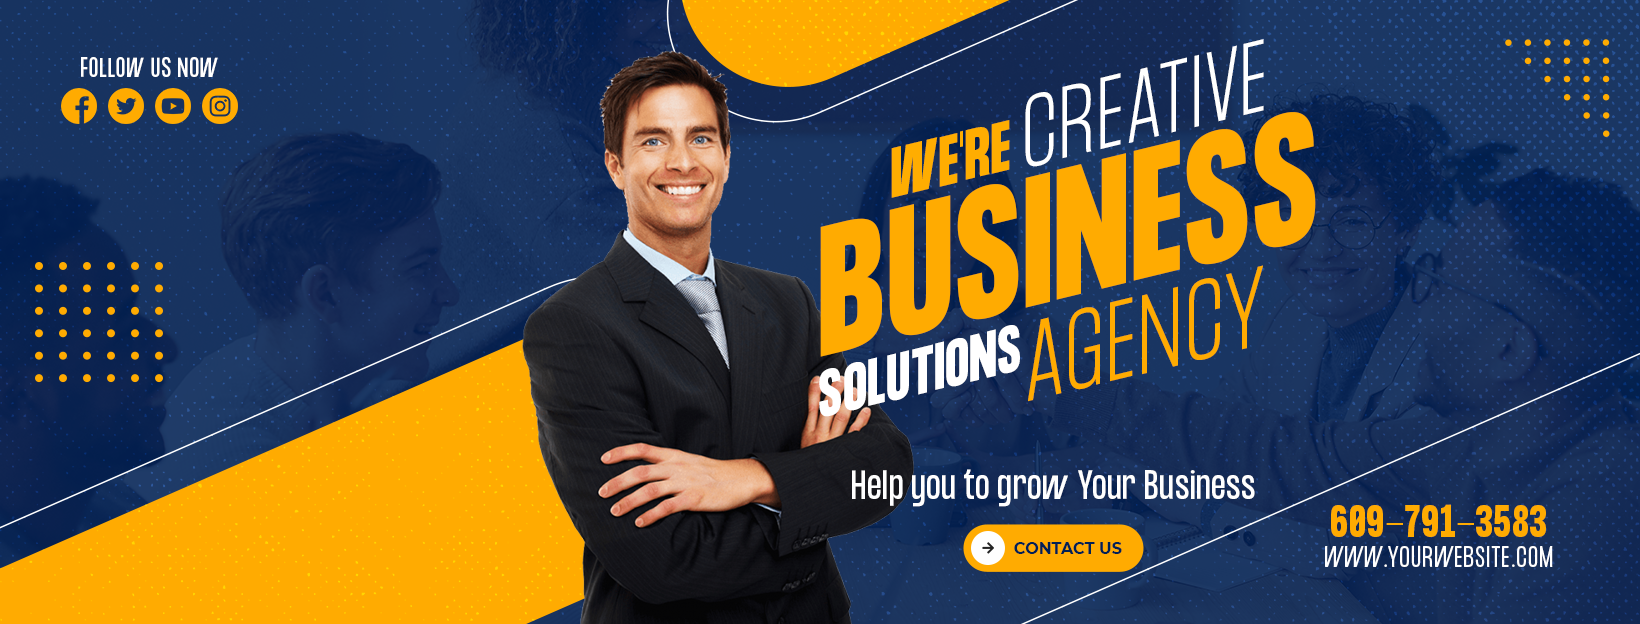 FOLLOW US NOW
WE'RE CREATIVE
BUSINESS
SOLUTIONS AGENCY
Help you to grow Your Business
CONTACT US
609-791-3583
WWW.YOURWEBSITE.COM